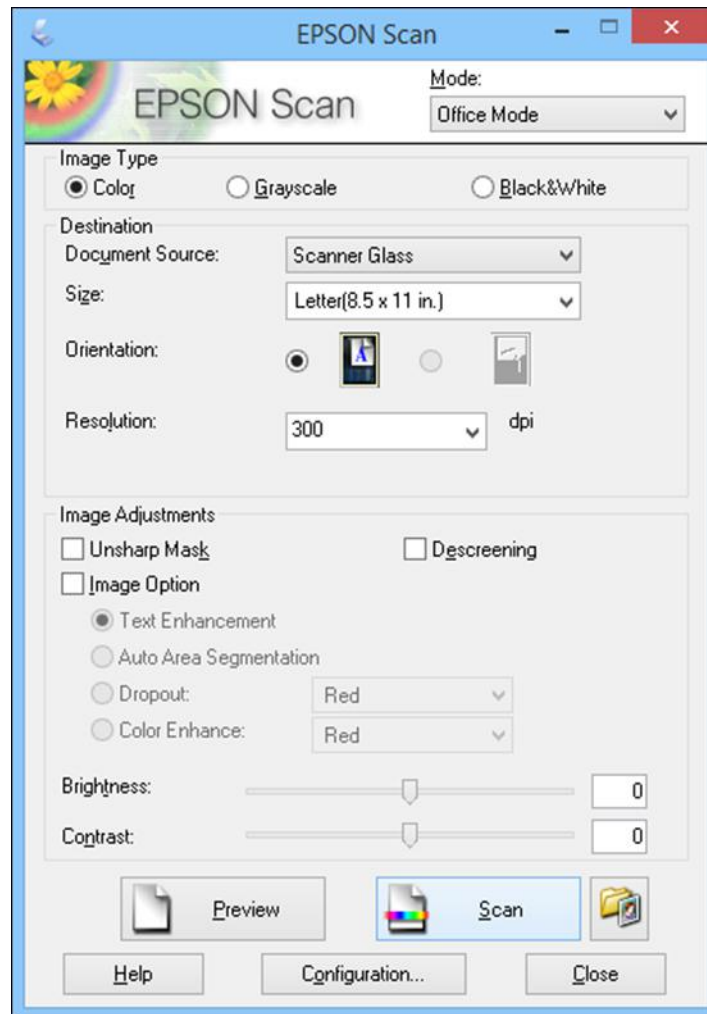 EPSON Scan
EPSON Scan
Mode:
Office Mode
Image Type
Color Grayscale Black&White
Destination
Document Source: Scanner Glass
Size: Letter(8.5 x 11 in.)
Orientation: A
Resolution: 300 dpi
Image Adjustments
Unsharp Mask Descreening
Image Option
Text Enhancement
Auto Area Segmentation
Dropout: Red
Color Enhance: Red
Brightness: 0
Contrast: 0
Preview Scan
Help Configuration... Close